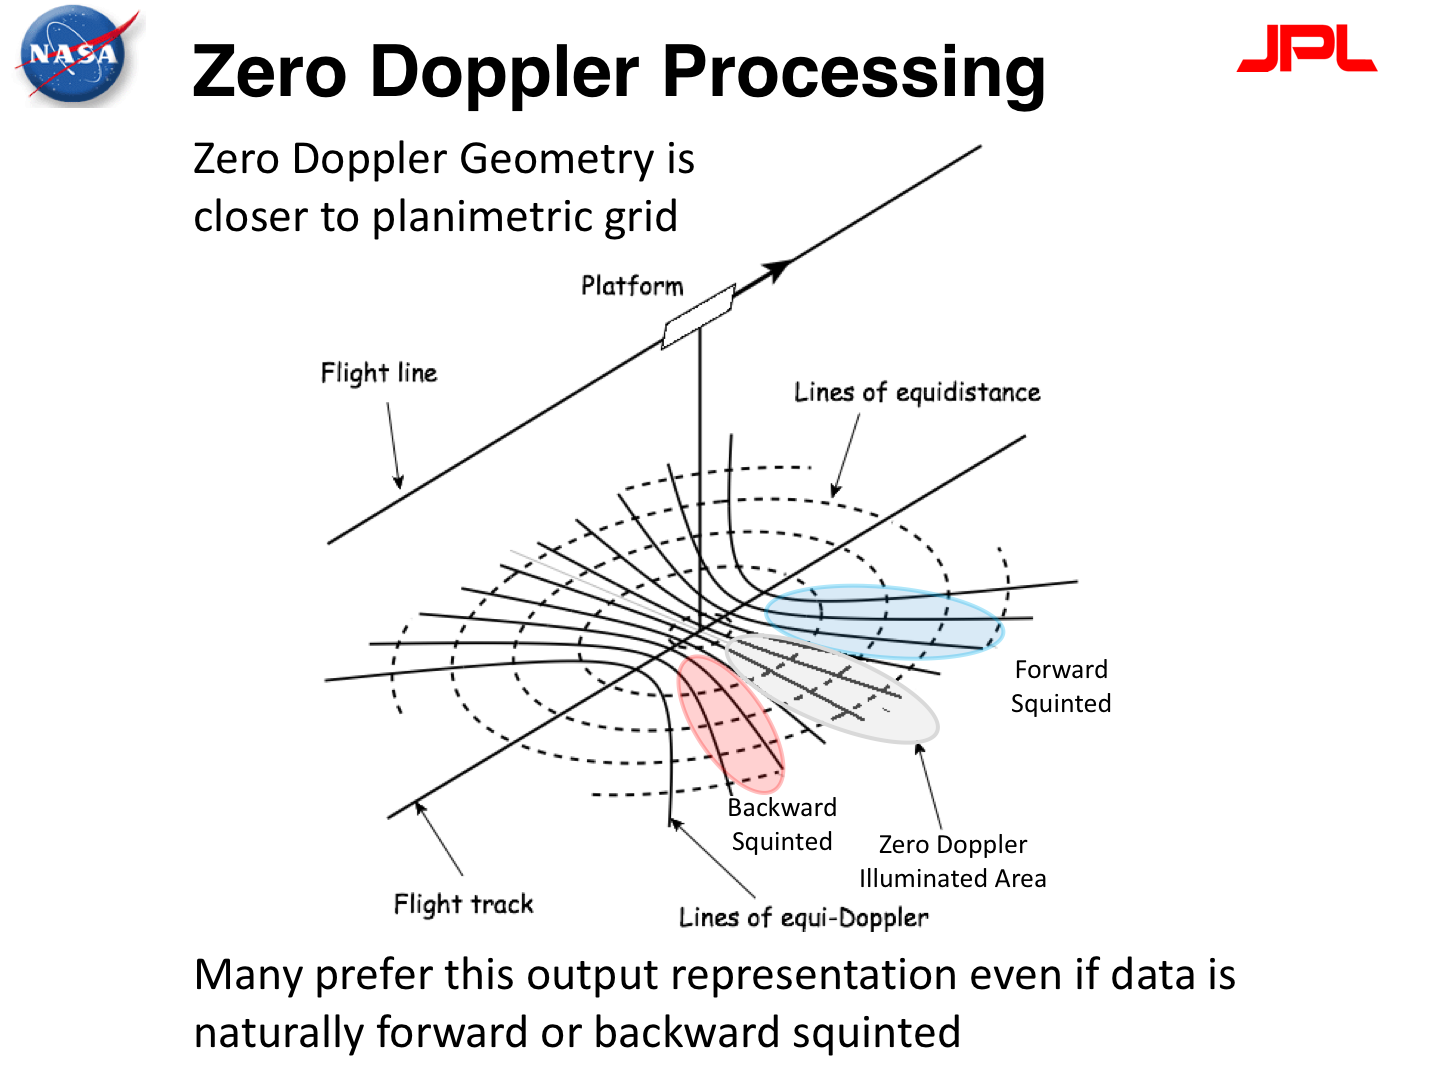 NASA
Zero Doppler Processing
JPL
Zero Doppler Geometry is
closer to planimetric grid
Platform
Flight line
Lines of equidistance
Forward
Squinted
Backward
Squinted
Zero Doppler
Illuminated Area
Flight track
Lines of equi-Doppler
Many prefer this output representation even if data is
naturally forward or backward squinted